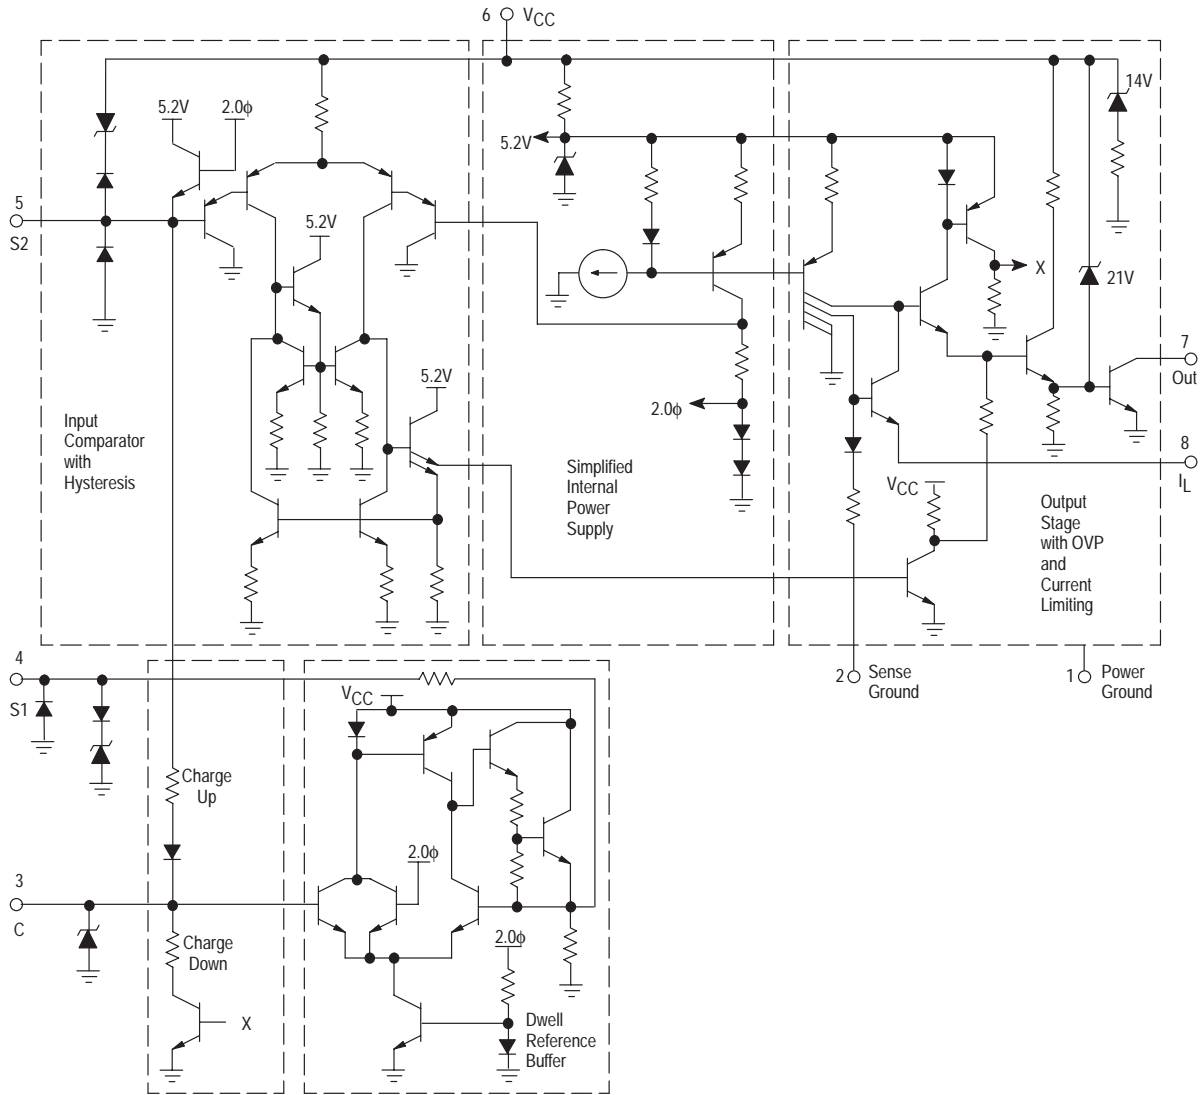 6
VCC
5.2V
2.0ϕ
14V
5.2V
5
S2
5.2V
X
21V
7
Out
5.2V
2.0ϕ
Input
Comparator
with
Hysteresis
Simplified
Internal
Power
Supply
8
IL
VCC
Output
Stage
with OVP
and
Current
Limiting
4
S1
2
Sense
Ground
1
Power
Ground
VCC
Charge
Up
2.0ϕ
3
C
Charge
Down
2.0ϕ
X
Dwell
Reference
Buffer